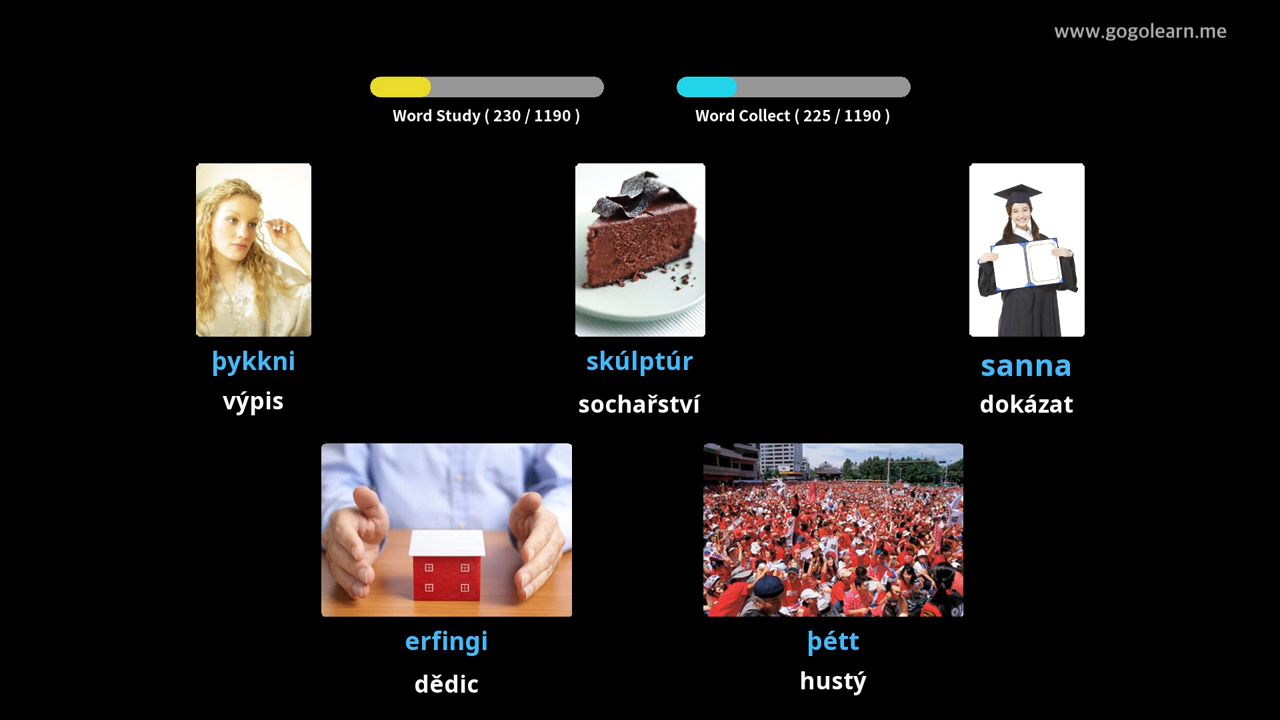 www.gogolearn.me
Word Study ( 230 / 1190 )
Word Collect ( 225 / 1190 )
þykkni
výpis
skúlptúr
sochařství
sanna
dokázat
erfingi
dědic
þétt
hustý